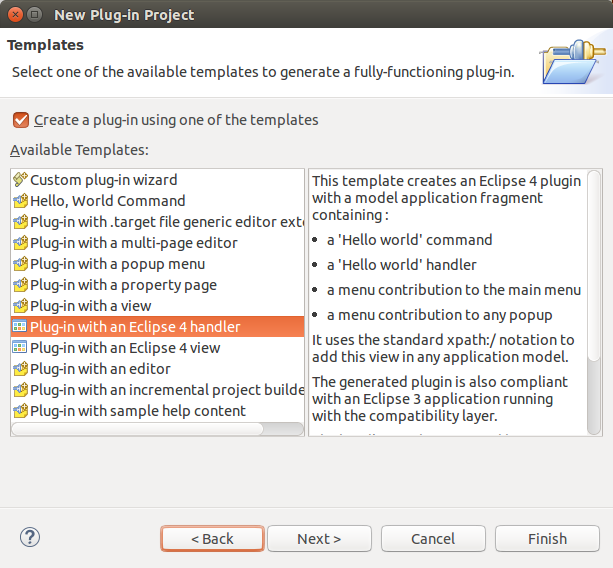 New Plug-in Project
Templates
Select one of the available templates to generate a fully-functioning plug-in.
Create a plug-in using one of the templates
Available Templates:
Custom plug-in wizard
Hello, World Command
Plug-in with .target file generic editor exte
Plug-in with a multi-page editor
Plug-in with a popup menu
Plug-in with a property page
Plug-in with a view
Plug-in with an Eclipse 4 handler
Plug-in with an Eclipse 4 view
Plug-in with an editor
Plug-in with an incremental project builde
Plug-in with sample help content
This template creates an Eclipse 4 plugin
with a model application fragment
containing :
• a 'Hello world' command
• a 'Hello world' handler
• a menu contribution to the main menu
• a menu contribution to any popup
It uses the standard xpath:/ notation to
add this view in any application model.
The generated plugin is also compliant
with an Eclipse 3 application running
with the compatibility layer.
?
< Back
Next >
Cancel
Finish